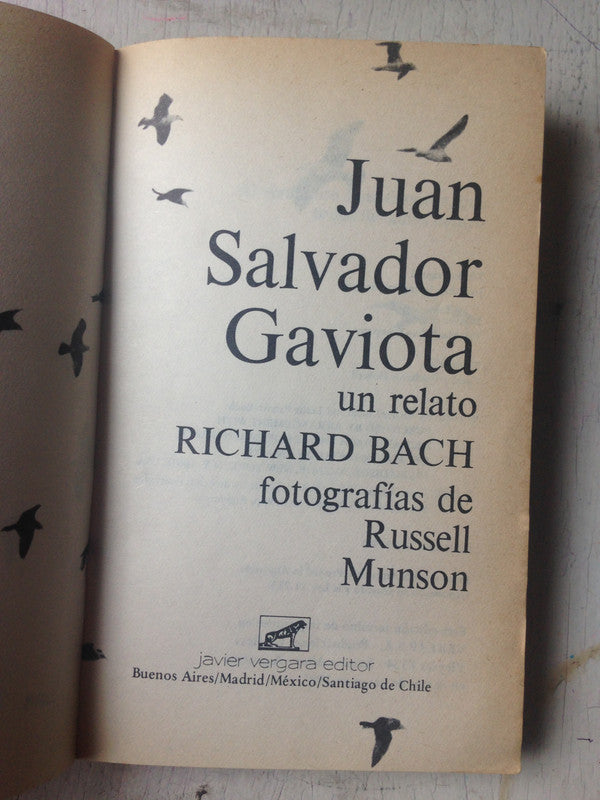 Juan
Salvador
Gaviota
un relato
RICHARD BACH
fotografías de
Russell
Munson
javier vergara editor
Buenos Aires/Madrid/México/Santiago de Chile